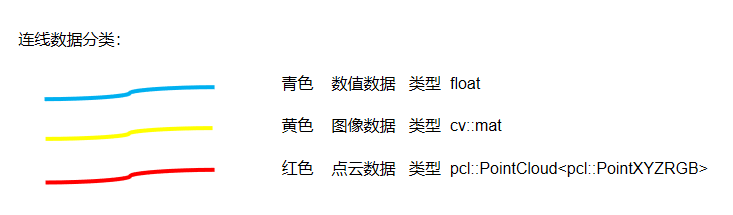 连线数据分类：
青色 数值数据 类型 float
黄色 图像数据 类型 cv::mat
红色 点云数据 类型 pcl::PointCloud<pcl::PointXYZRGB>